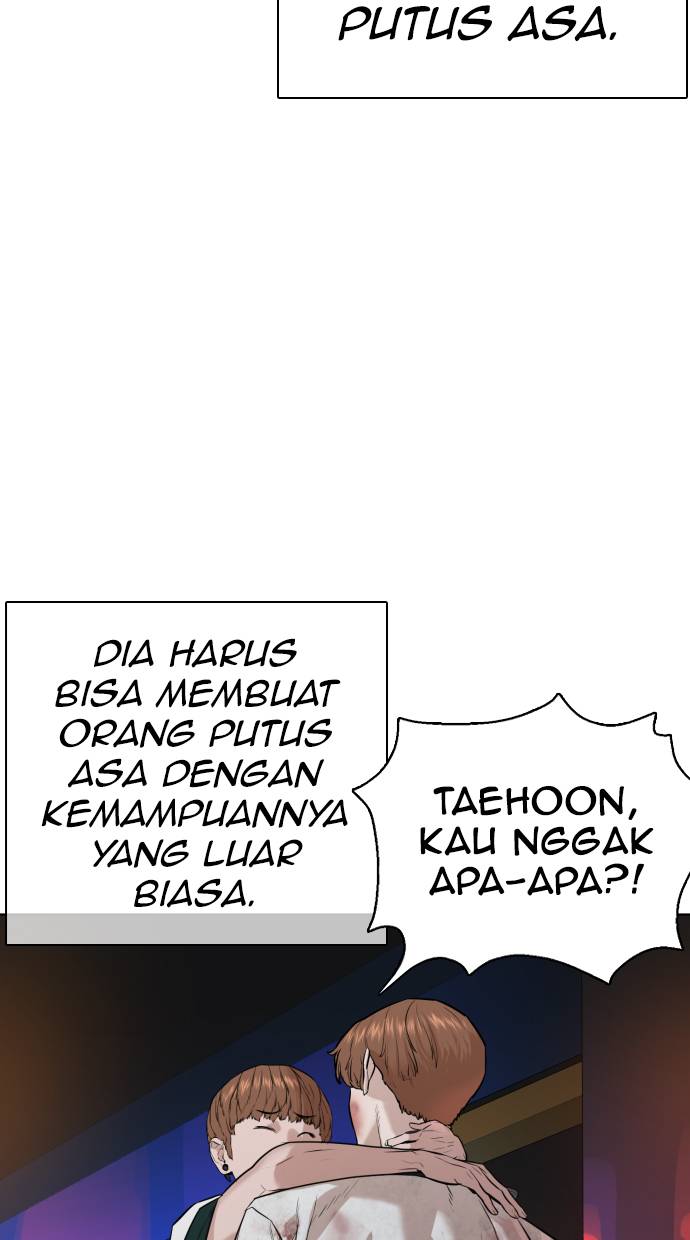 PUTUS ASA.
DIA HARUS
BISA MEMBUAT
ORANG PUTUS
ASA DENGAN
KEMAMPUANNYA
YANG LUAR
BIASA.
TAEHOON,
KAU NGGAK
APA-APA?!